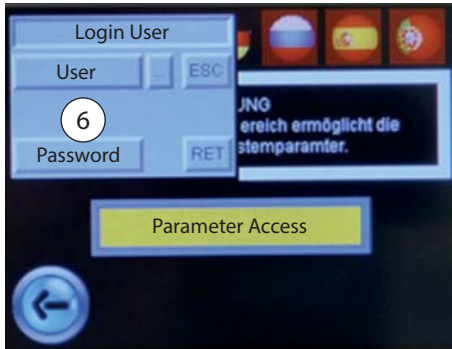 Login User
User
...
ESC
6
Password
RET
UNG
ereich ermöglicht die
stemparamter.
Parameter Access